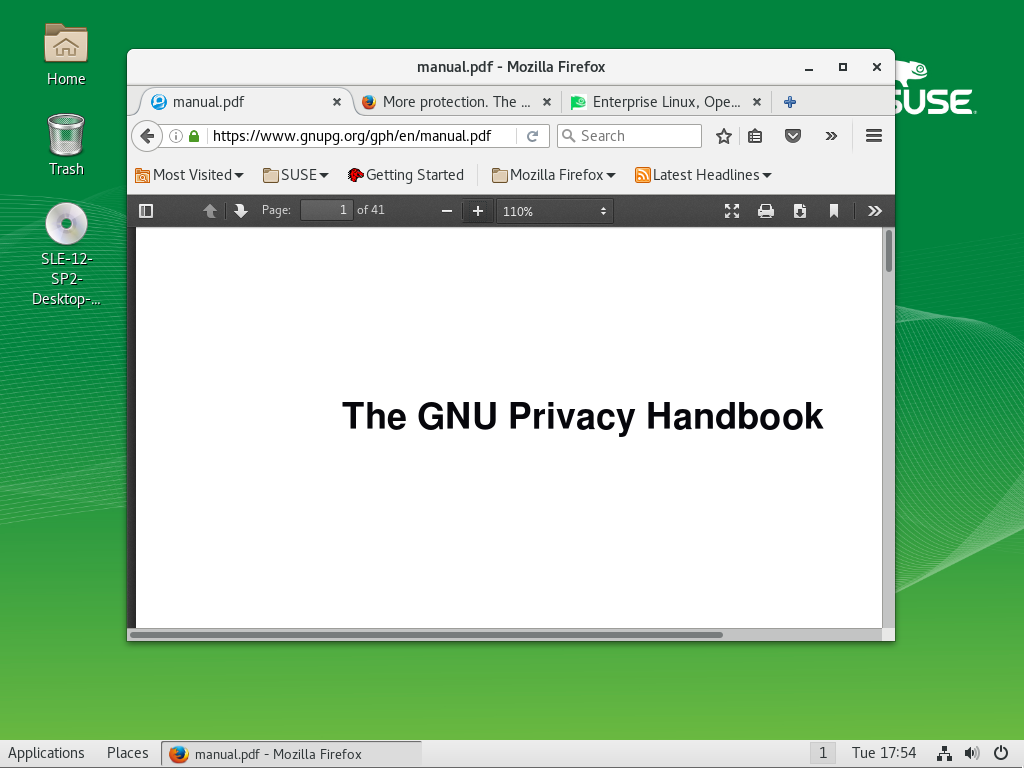 Home
Trash
SLE-12-
SP2-
Desktop-...
SUSE
manual.pdf - Mozilla Firefox
manual.pdf
More protection. The ...
Enterprise Linux, Ope...
https://www.gnupg.org/gph/en/manual.pdf
Search
Most Visited
SUSE
Getting Started
Mozilla Firefox
Latest Headlines
Page: 1 of 41
110%
The GNU Privacy Handbook
Applications
Places
manual.pdf - Mozilla Firefox
1
Tue 17:54